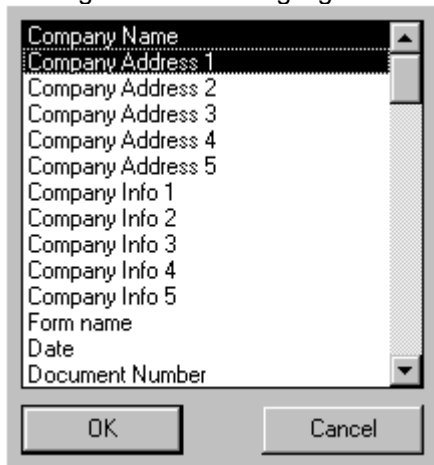 Company Name
Company Address 1
Company Address 2
Company Address 3
Company Address 4
Company Address 5
Company Info 1
Company Info 2
Company Info 3
Company Info 4
Company Info 5
Form name
Date
Document Number
OK Cancel